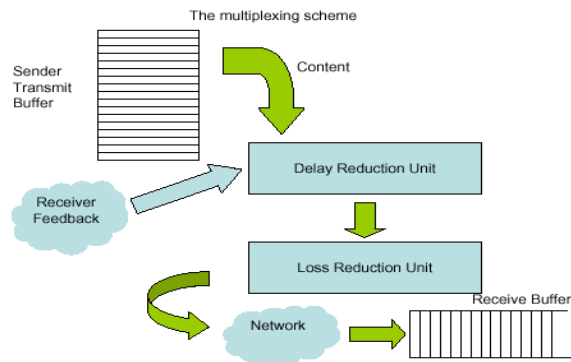 The multiplexing scheme
Sender
Transmit
Buffer
Content
Delay Reduction Unit
Receiver
Feedback
Loss Reduction Unit
Receive Buffer
Network